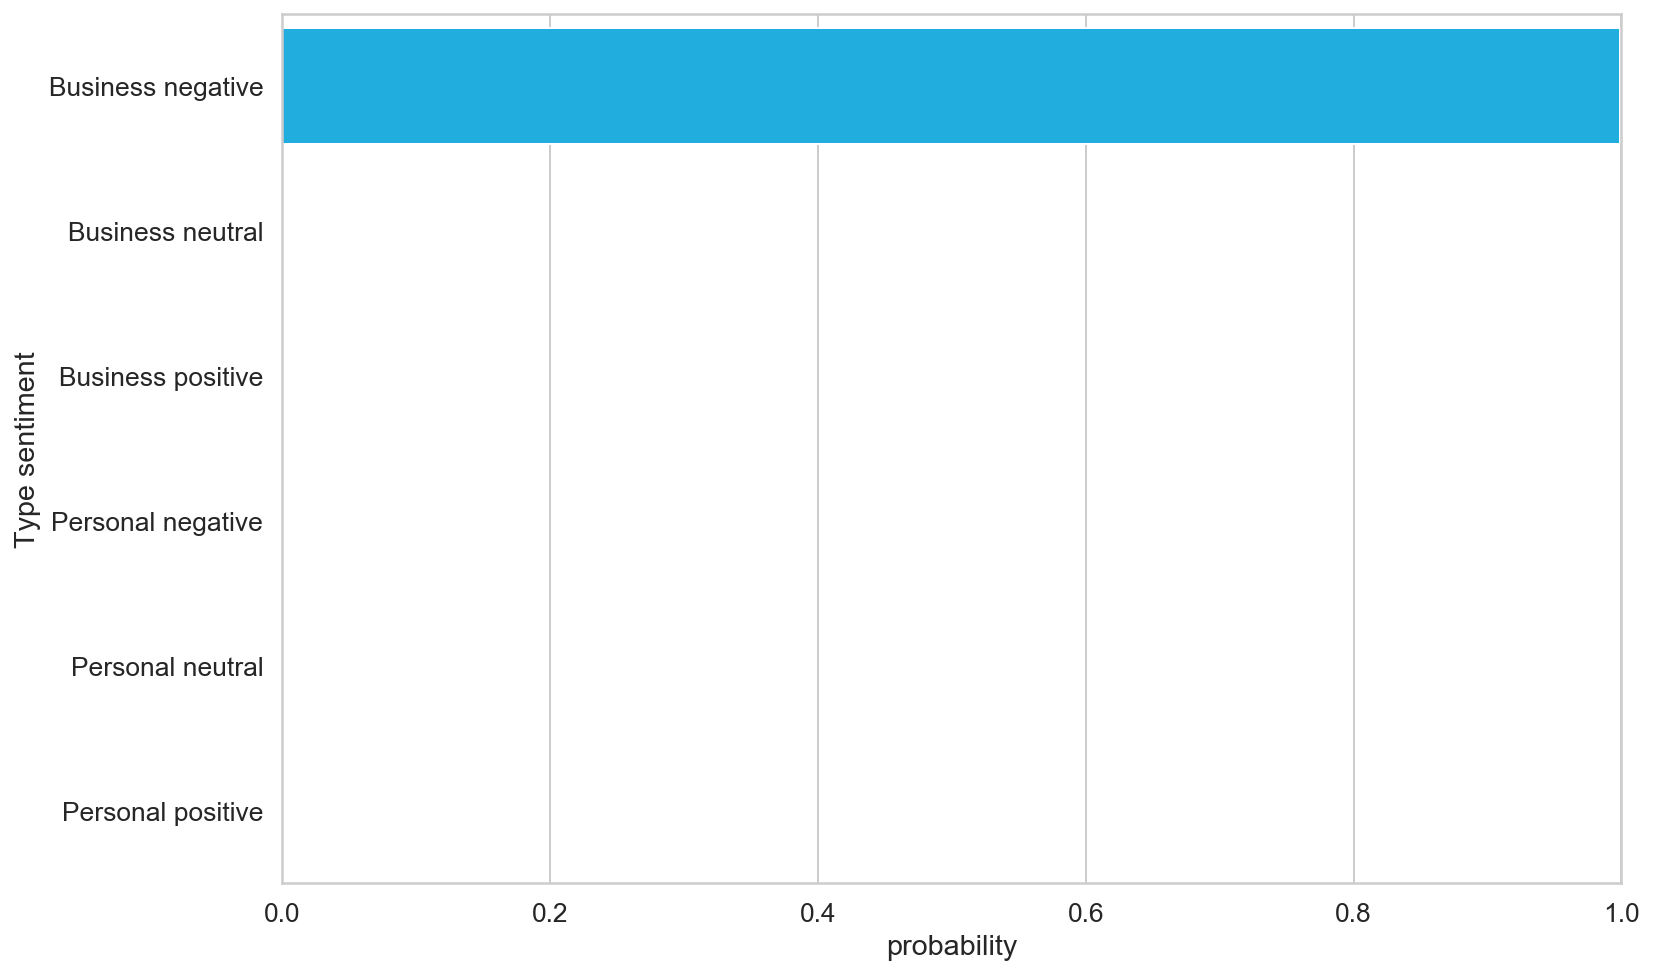 Business negative
Business neutral
Business positive
Personal negative
Personal neutral
Personal positive
Type sentiment
0.0 0.2 0.4 0.6 0.8 1.0
probability